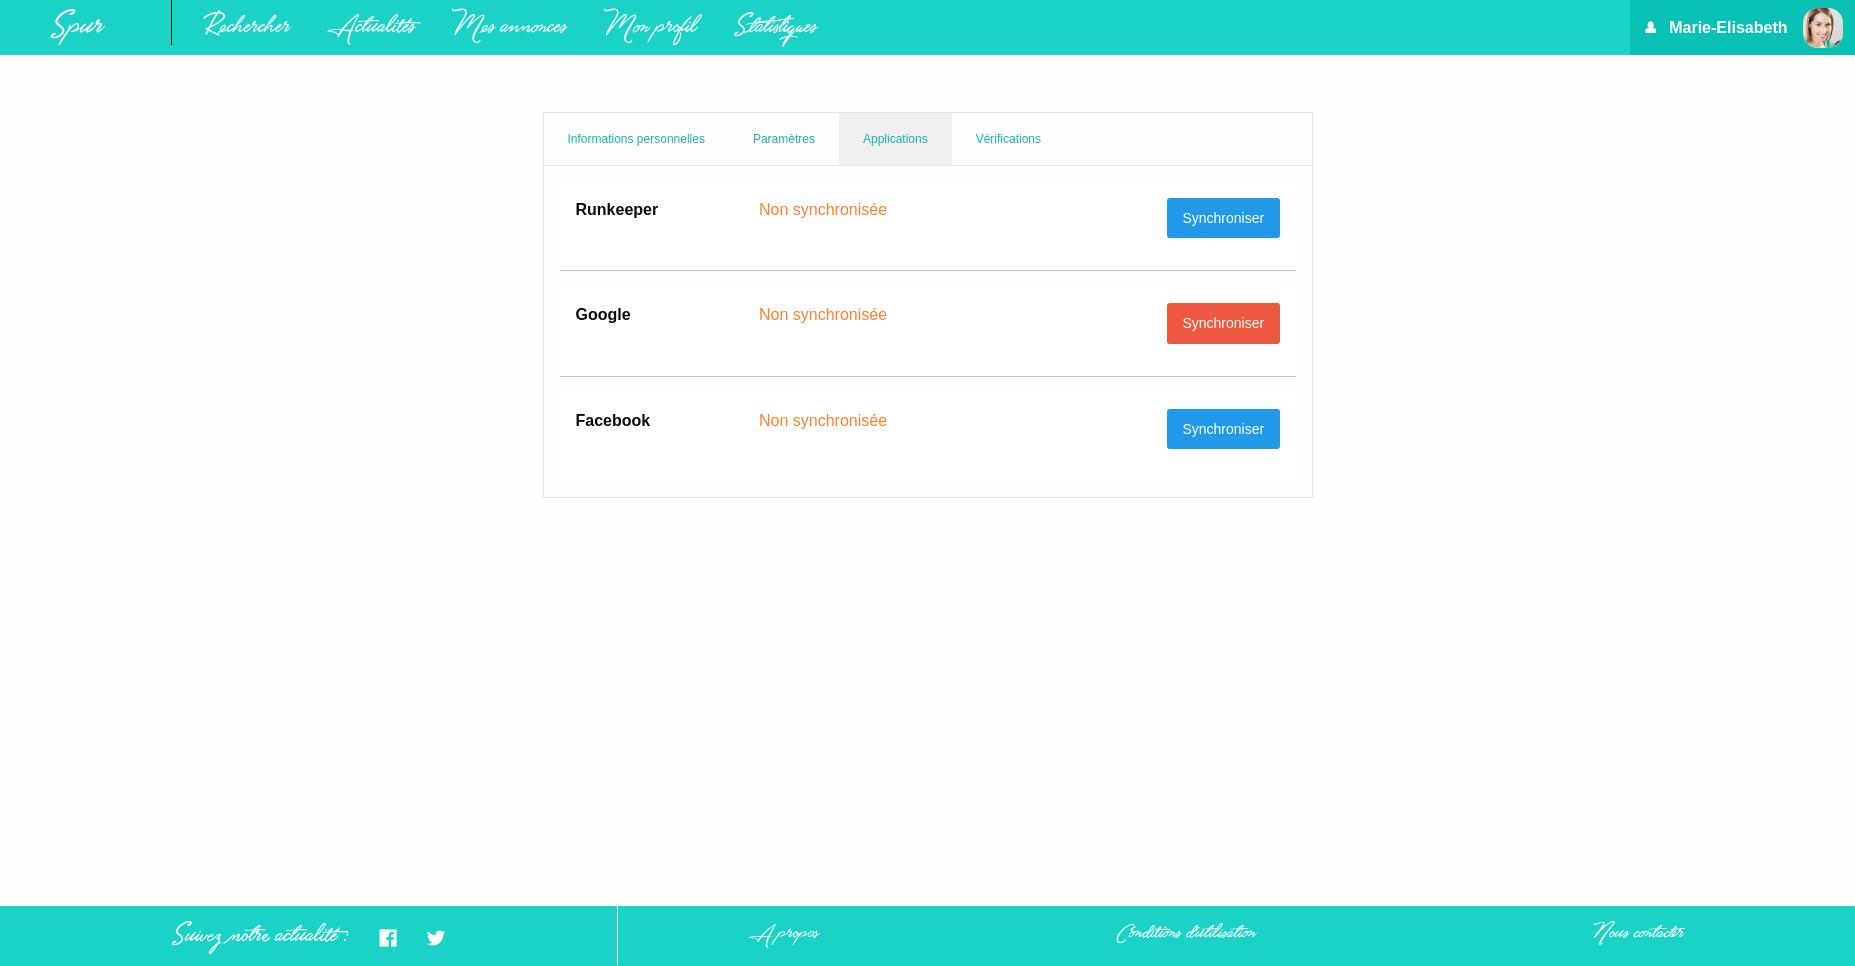 Spur Rechercher Actualités Mes annonces Mon profil Statistiques Marie-Elisabeth
Informations personnelles Paramètres Applications Vérifications
Runkeeper Non synchronisée Synchroniser
Google Non synchronisée Synchroniser
Facebook Non synchronisée Synchroniser
Suivez notre actualité : A propos Conditions d'utilisation Nous contacter